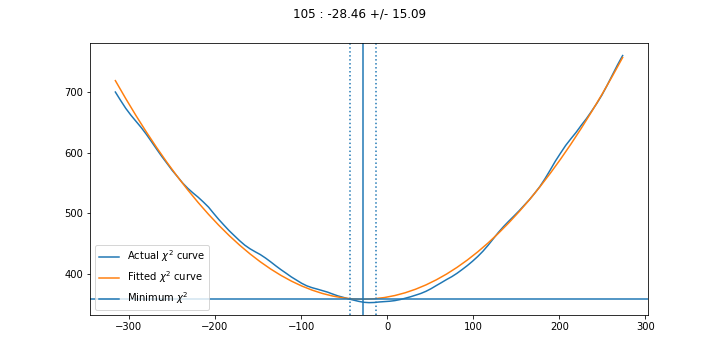 105 : -28.46 +/- 15.09
700
600
500
400
Actual χ² curve
Fitted χ² curve
Minimum χ²
−300 −200 −100 0 100 200 300